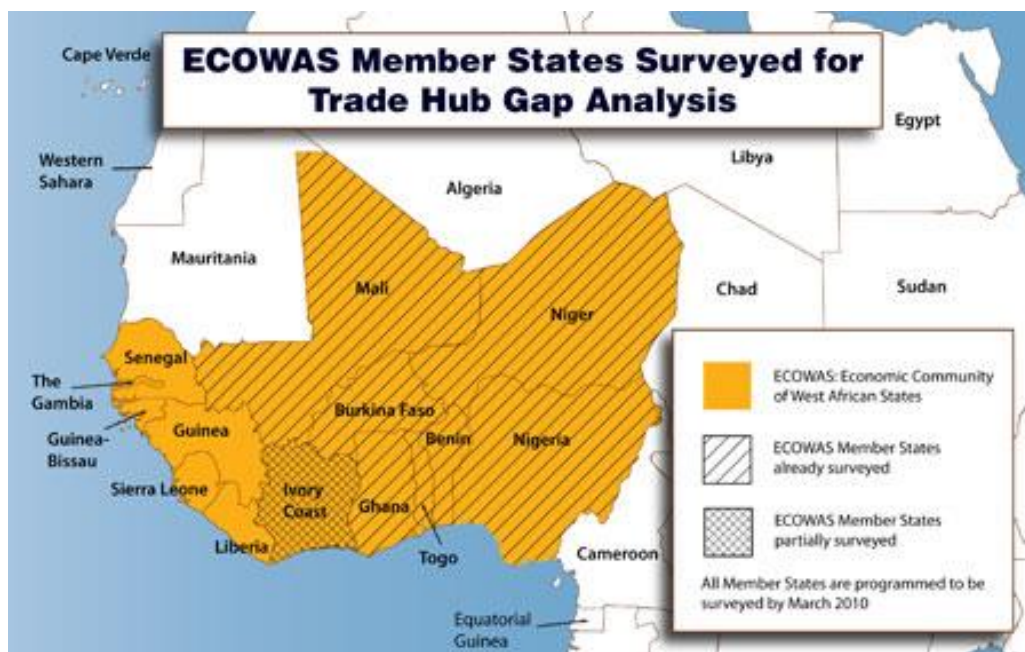 ECOWAS Member States Surveyed for
Trade Hub Gap Analysis
Cape Verde
Egypt
Libya
Western
Sahara
Algeria
Mauritania
Mali
Niger
Chad
Sudan
Senegal
The
Gambia
Guinea-
Bissau
Guinea
Burkina Faso
Benin
Nigeria
Sierra Leone
Ivory
Coast
Ghana
Liberia
Togo
Cameroon
Equatorial
Guinea
ECOWAS: Economic Community
of West African States
ECOWAS Member States
already surveyed
ECOWAS Member States
partially surveyed
All Member States are programmed to be
surveyed by March 2010